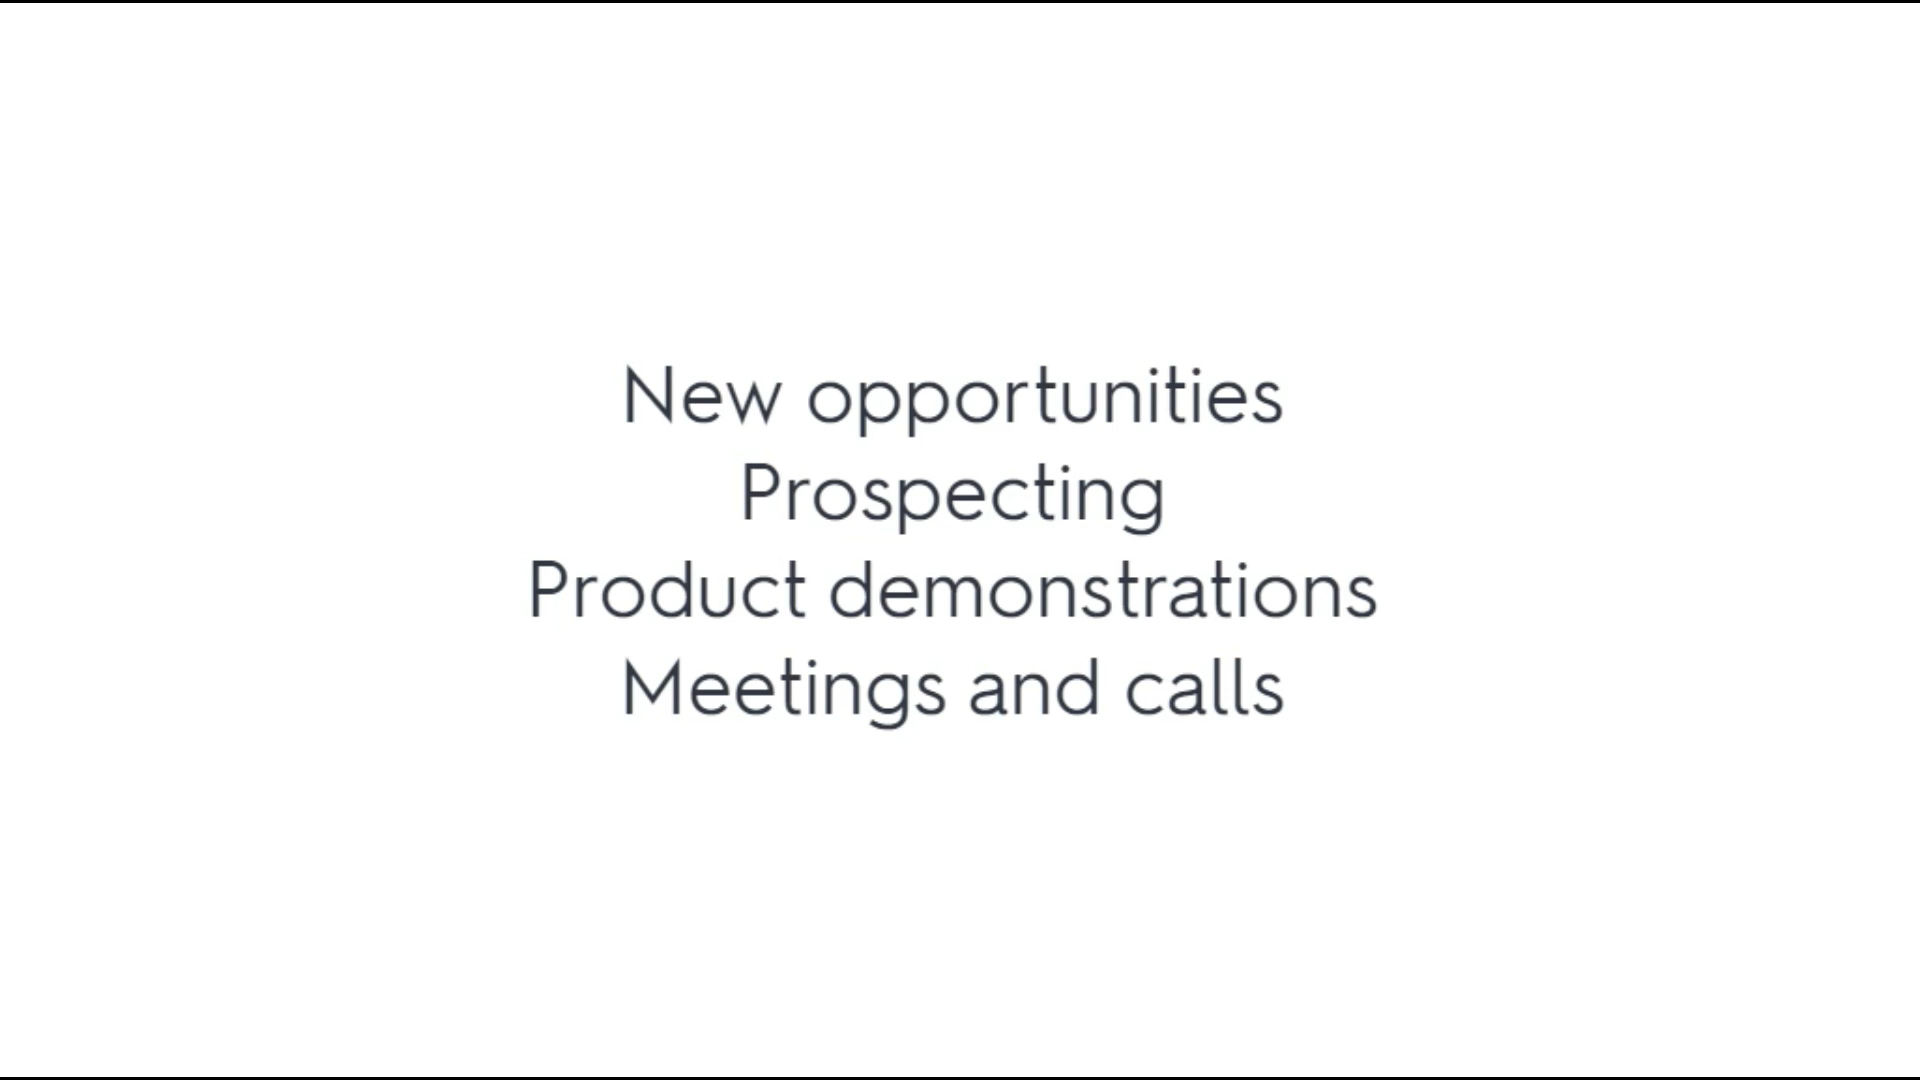 New opportunities
Prospecting
Product demonstrations
Meetings and calls